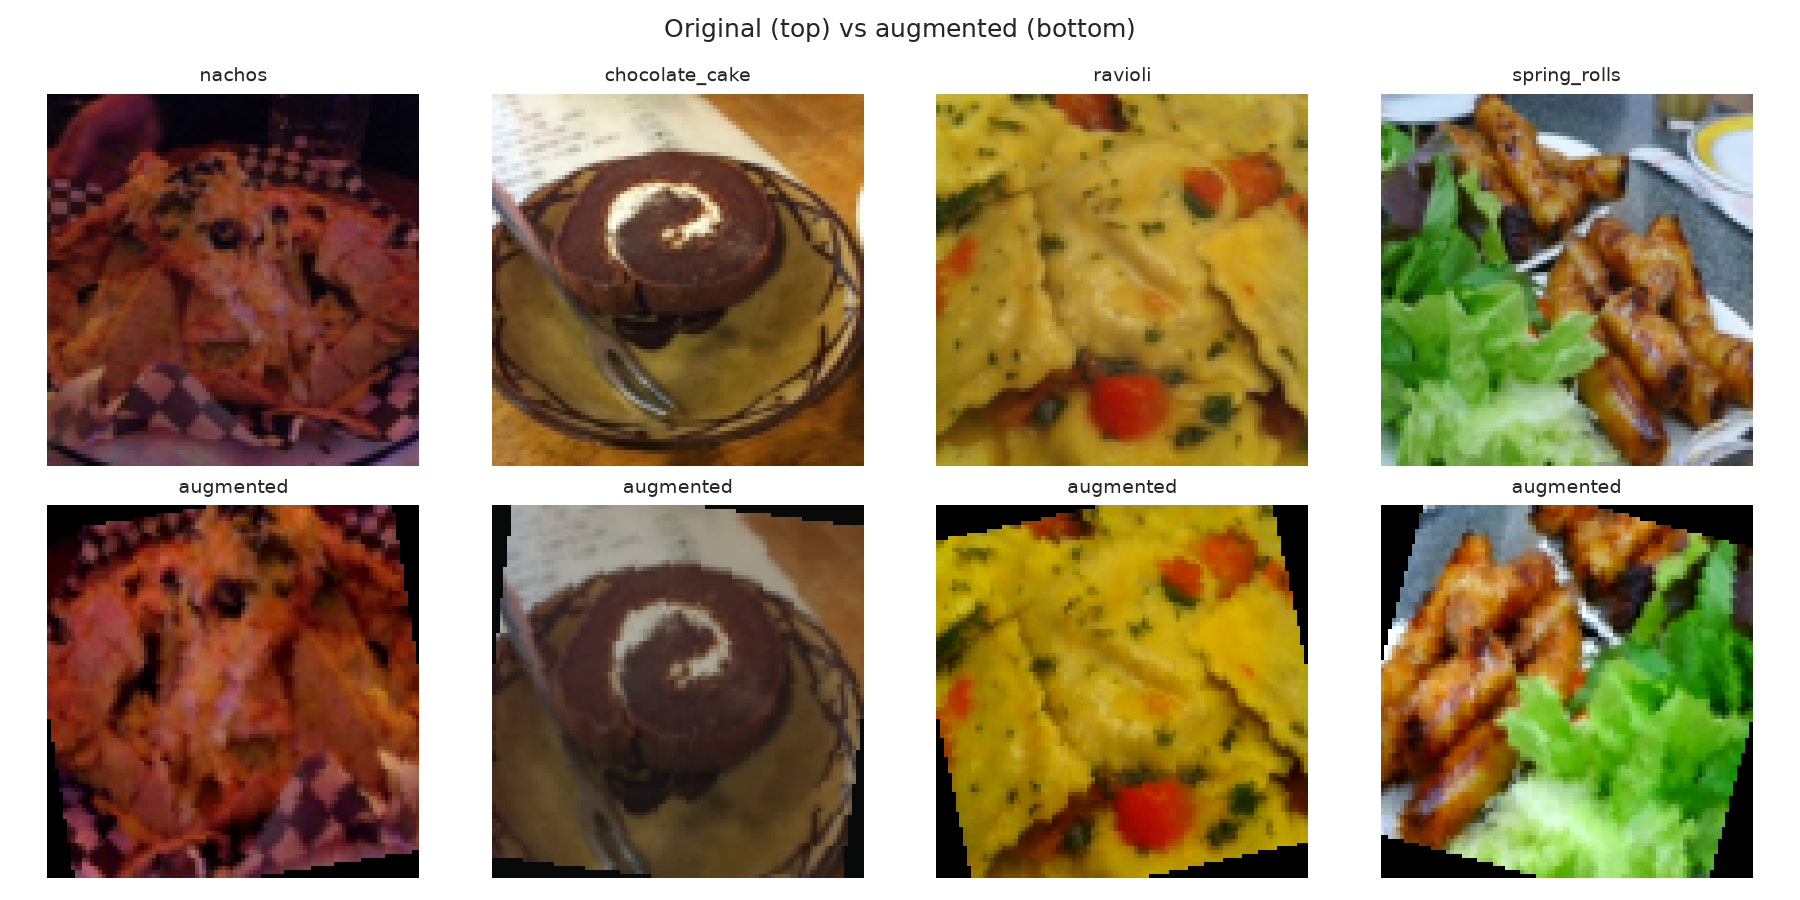 Original (top) vs augmented (bottom)
nachos
chocolate_cake
ravioli
spring_rolls
augmented
augmented
augmented
augmented